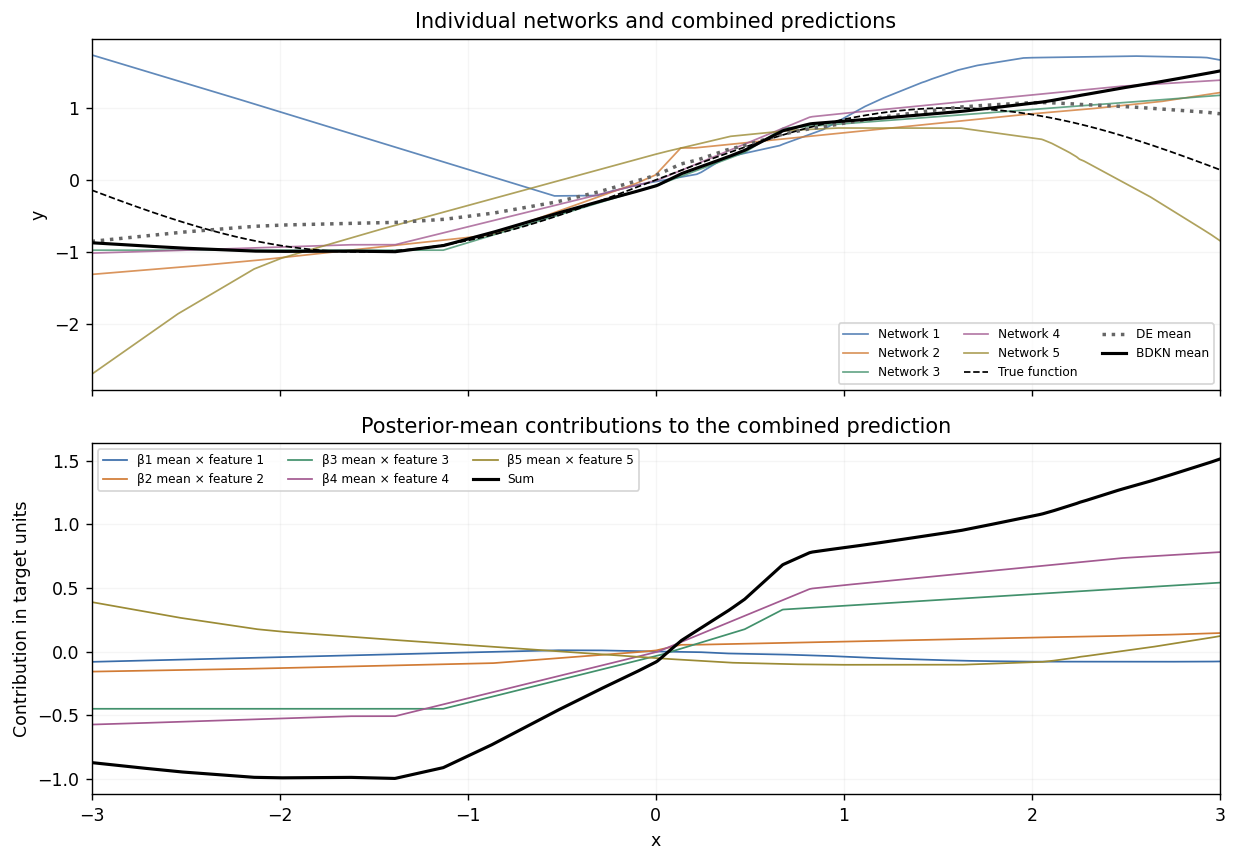 Individual networks and combined predictions
1
0
−1
−2
y
Network 1
Network 2
Network 3
Network 4
Network 5
True function
DE mean
BDKN mean
Posterior-mean contributions to the combined prediction
β1 mean × feature 1
β2 mean × feature 2
β3 mean × feature 3
β4 mean × feature 4
β5 mean × feature 5
Sum
1.5
1.0
0.5
0.0
−0.5
−1.0
Contribution in target units
−3
−2
−1
0
1
2
3
x